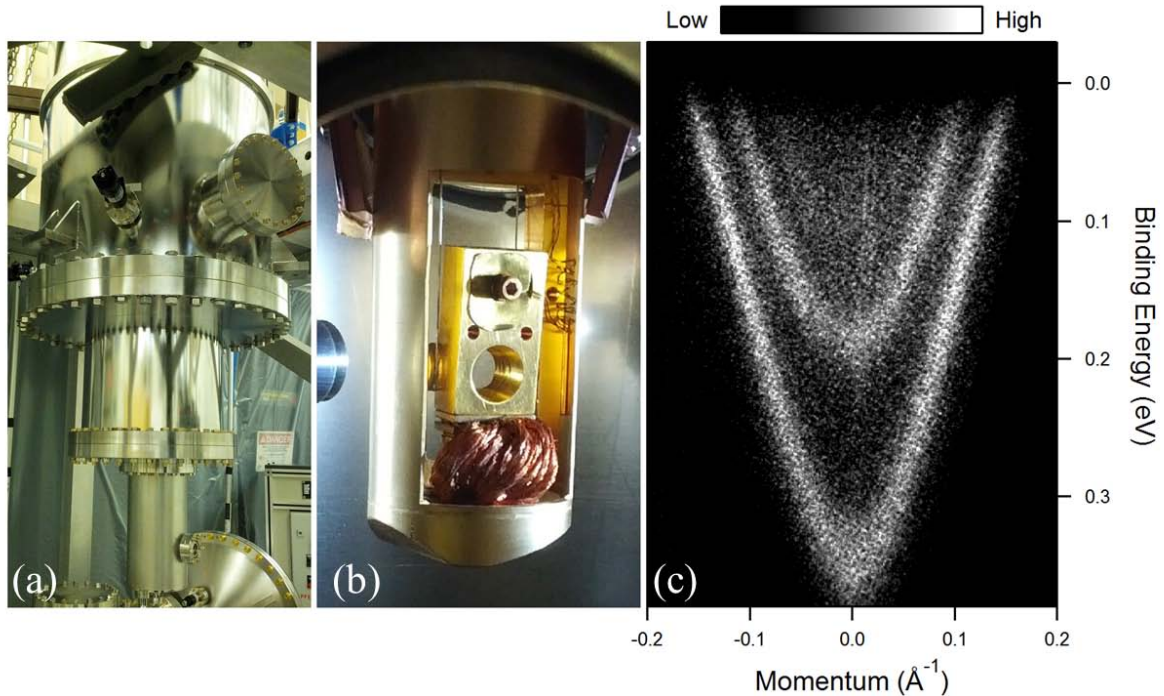 Low High
(a) (b) (c)
0.0
0.1
0.2
0.3
Binding Energy (eV)
-0.2 -0.1 0.0 0.1 0.2
Momentum (Å⁻¹)